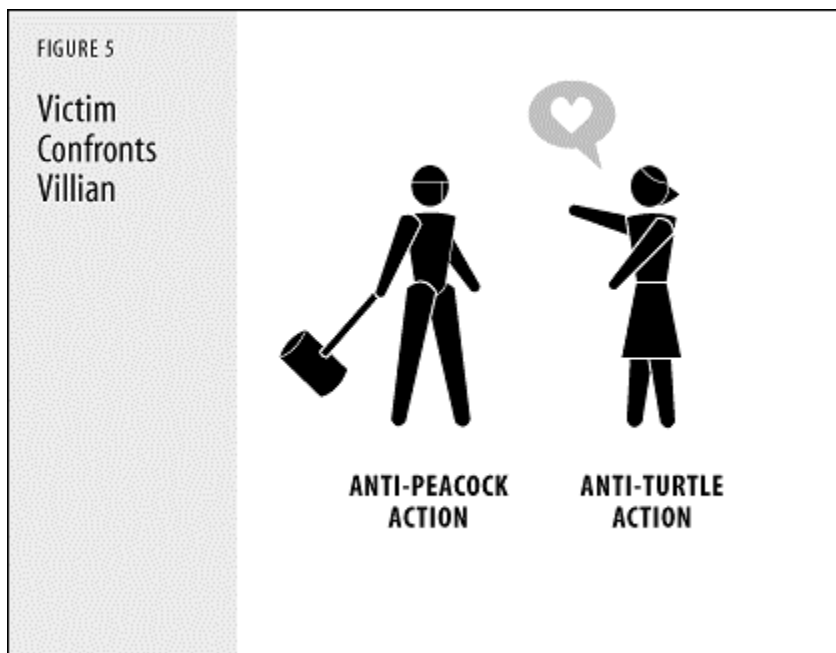 FIGURE 5
Victim
Confronts
Villian
ANTI-PEACOCK
ACTION
ANTI-TURTLE
ACTION